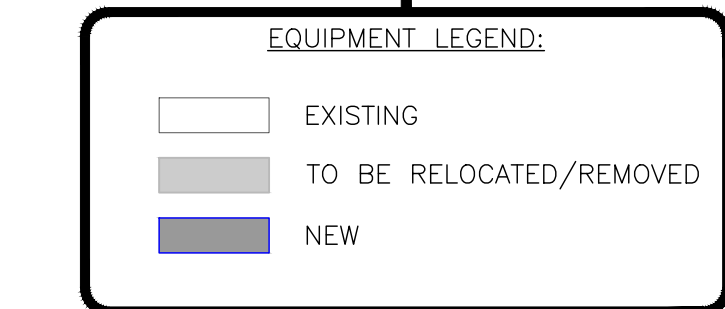 EQUIPMENT LEGEND:
EXISTING
TO BE RELOCATED/REMOVED
NEW